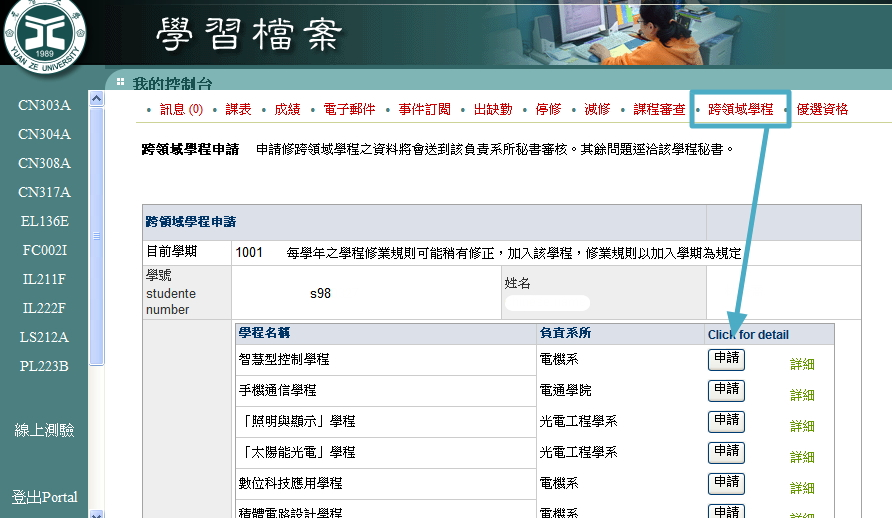 元智大學
1989
YUAN ZE UNIVERSITY
學習檔案
我的控制台
• 訊息 (0) • 課表 • 成績 • 電子郵件 • 事件訂閱 • 出缺勤 • 停修 • 減修 • 課程審查 • 跨領域學程 • 優選資格
CN303A
CN304A
CN308A
CN317A
EL136E
FC002I
IL211F
IL222F
LS212A
PL223B
線上測驗
登出Portal
跨領域學程申請 申請修跨領域學程之資料將會送到該負責系所秘書審核。其餘問題逕洽該學程秘書。
跨領域學程申請
目前學期 1001 每學年之學程修業規則可能稍有修正，加入該學程，修業規則以加入學期為規定
學號
studente
number
s98
姓名
學程名稱 負責系所 Click for detail
智慧型控制學程 電機系 申請 詳細
手機通信學程 電通學院 申請 詳細
「照明與顯示」學程 光電工程學系 申請 詳細
「太陽能光電」學程 光電工程學系 申請 詳細
數位科技應用學程 電機系 申請 詳細
積體電路設計學程 電機系 申請 詳細